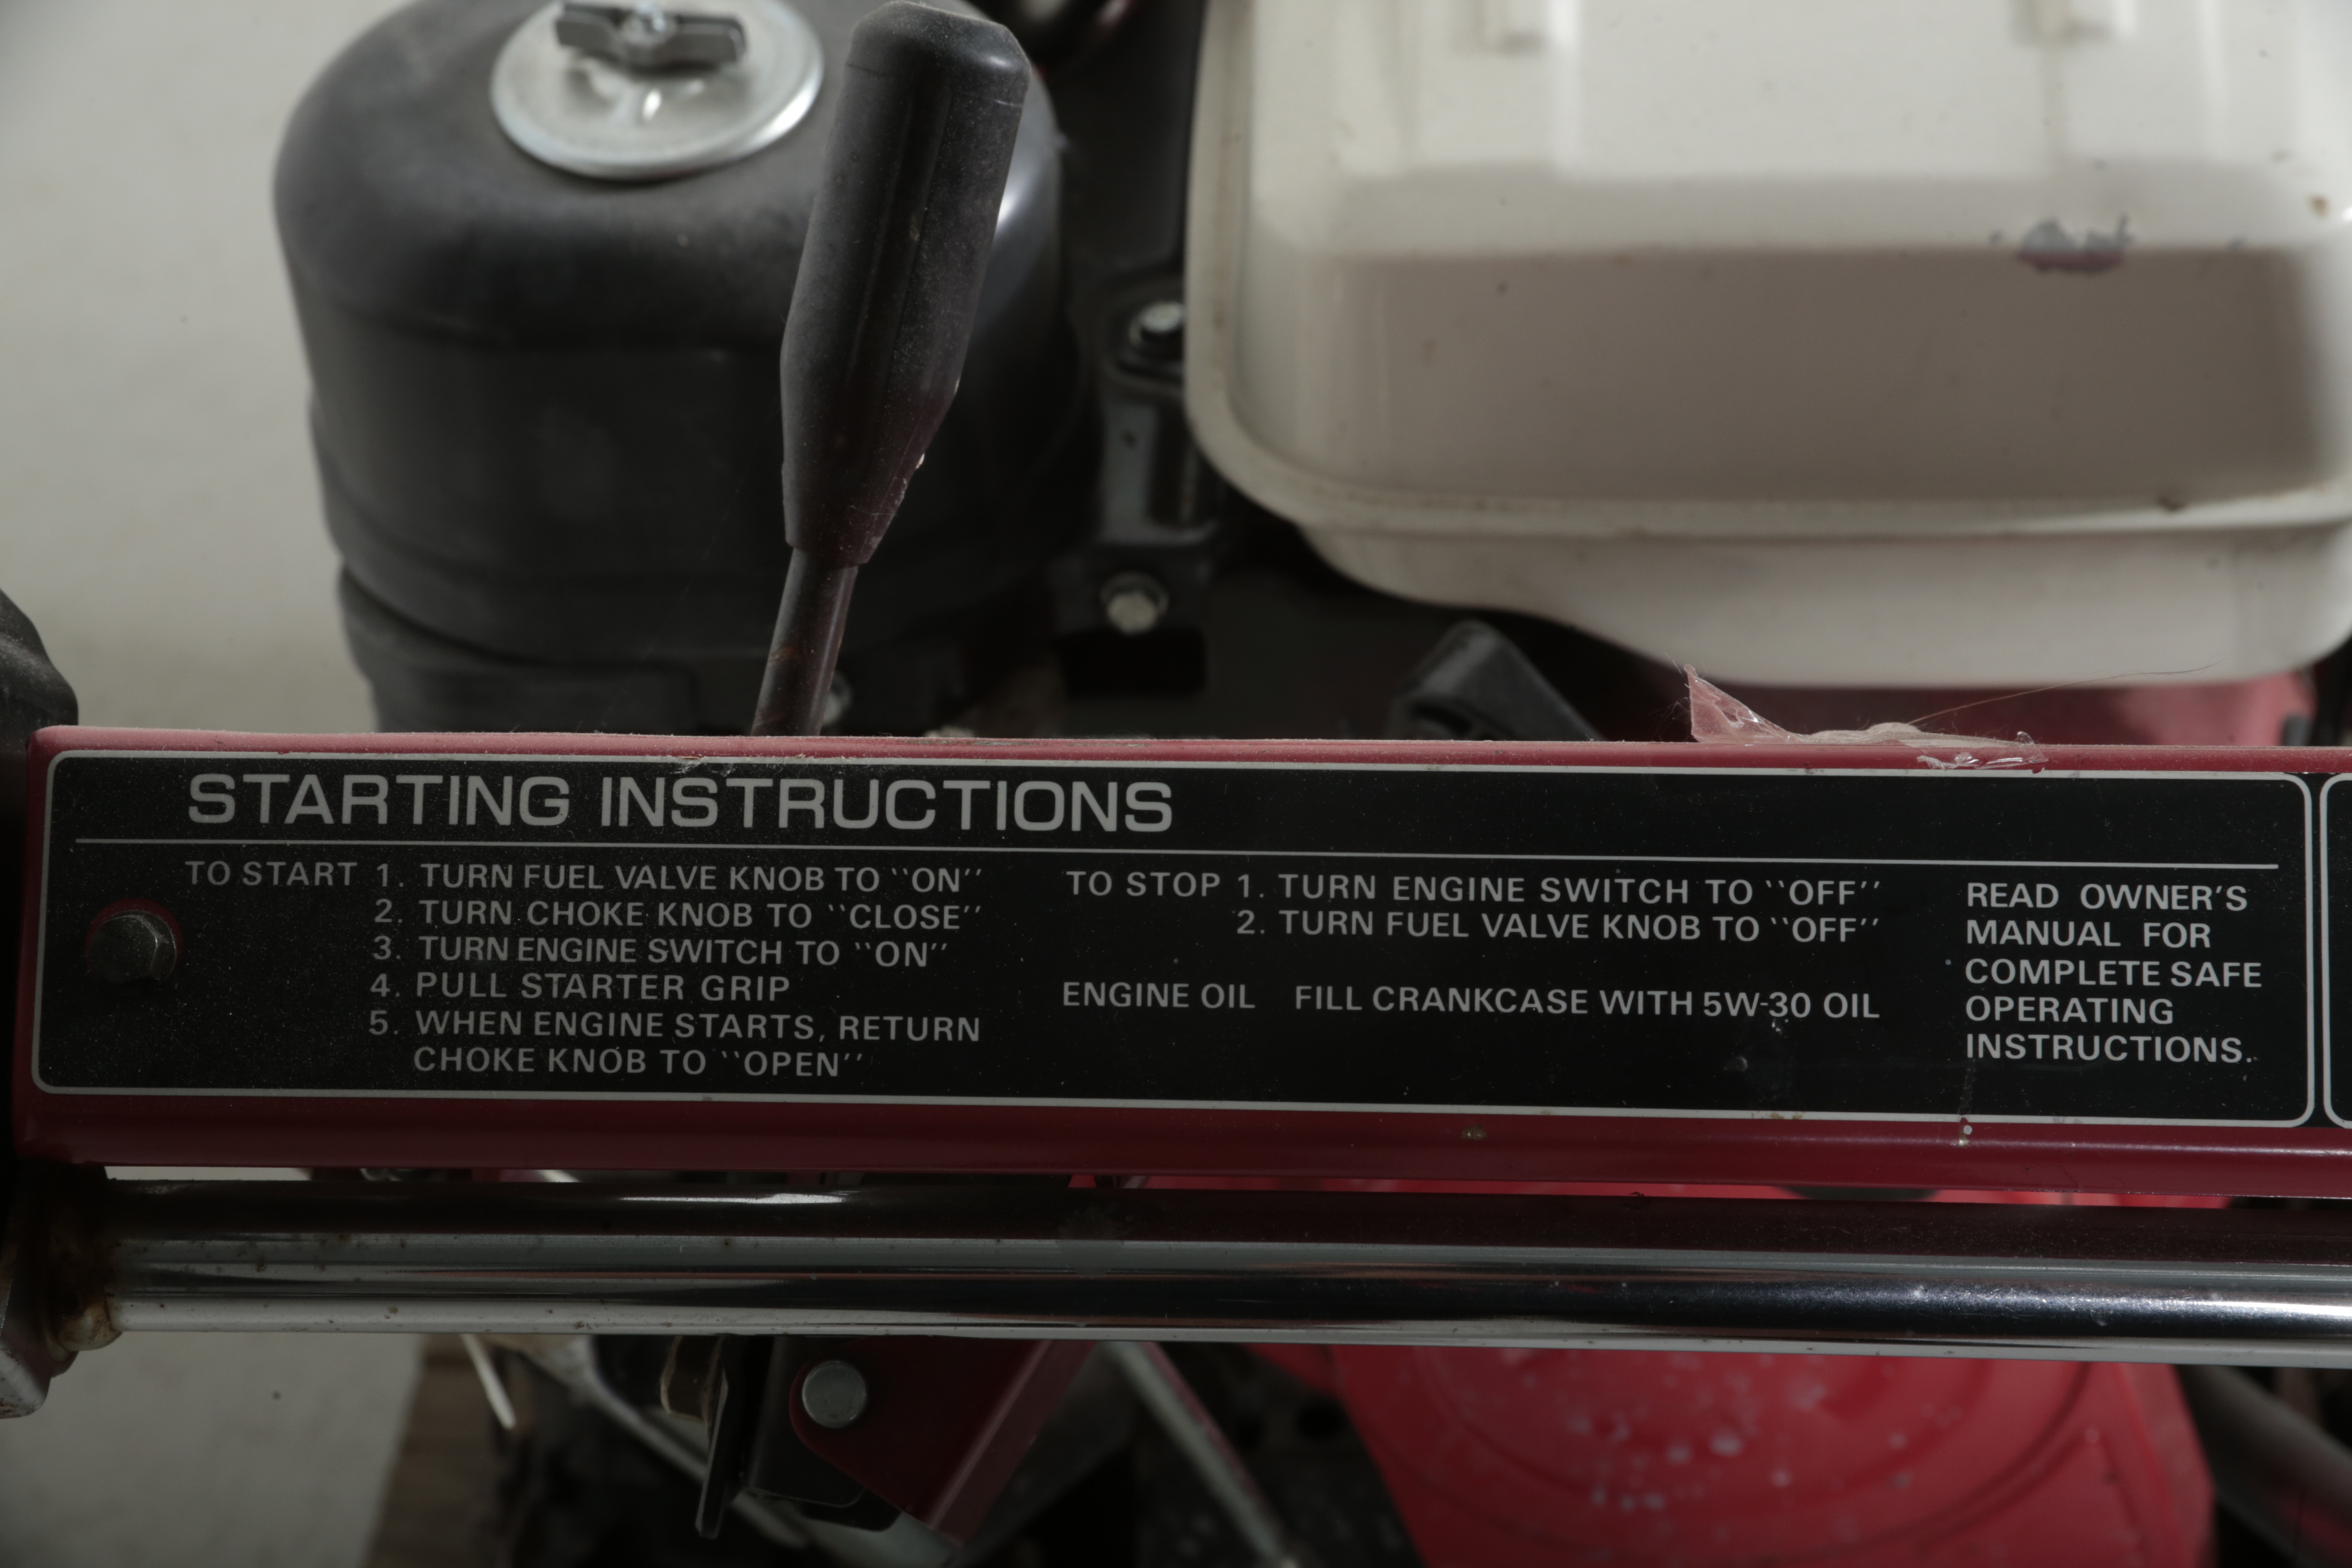 STARTING INSTRUCTIONS
TO START 1. TURN FUEL VALVE KNOB TO "ON"
2. TURN CHOKE KNOB TO "CLOSE"
3. TURN ENGINE SWITCH TO "ON"
4. PULL STARTER GRIP
5. WHEN ENGINE STARTS, RETURN
CHOKE KNOB TO "OPEN"
TO STOP 1. TURN ENGINE SWITCH TO "OFF"
2. TURN FUEL VALVE KNOB TO "OFF"
ENGINE OIL FILL CRANKCASE WITH 5W-30 OIL
READ OWNER'S
MANUAL FOR
COMPLETE SAFE
OPERATING
INSTRUCTIONS.